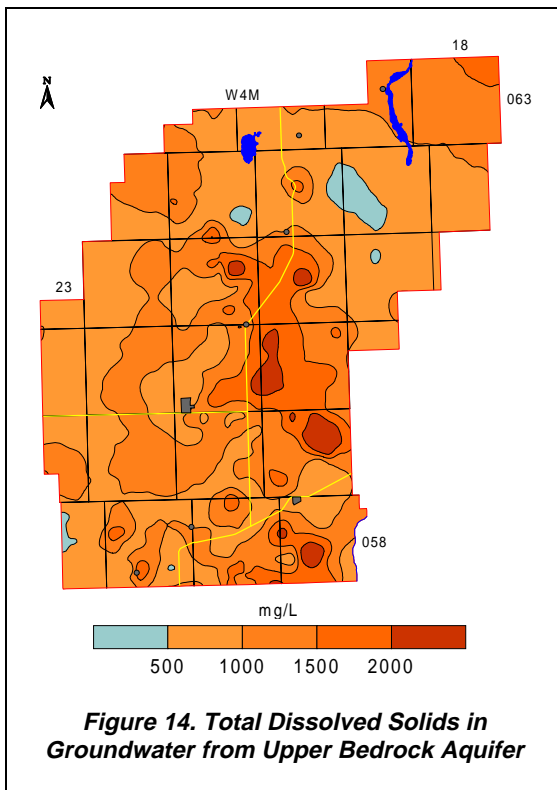 18
N
W4M
063
23
058
mg/L
500 1000 1500 2000
Figure 14. Total Dissolved Solids in
Groundwater from Upper Bedrock Aquifer